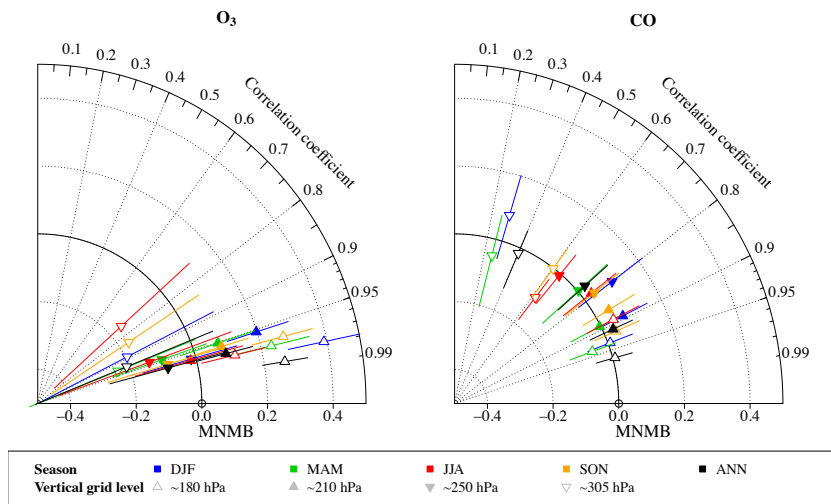 O₃
CO
0.1
0.2
0.3
0.4
0.5
0.6
0.7
0.8
0.9
0.95
0.99
Correlation coefficient
−0.4 −0.2 0.0 0.2 0.4
MNMB
0.1
0.2
0.3
0.4
0.5
0.6
0.7
0.8
0.9
0.95
0.99
Correlation coefficient
−0.4 −0.2 0.0 0.2 0.4
MNMB
Season DJF MAM JJA SON ANN
Vertical grid level ~180 hPa ~210 hPa ~250 hPa ~305 hPa